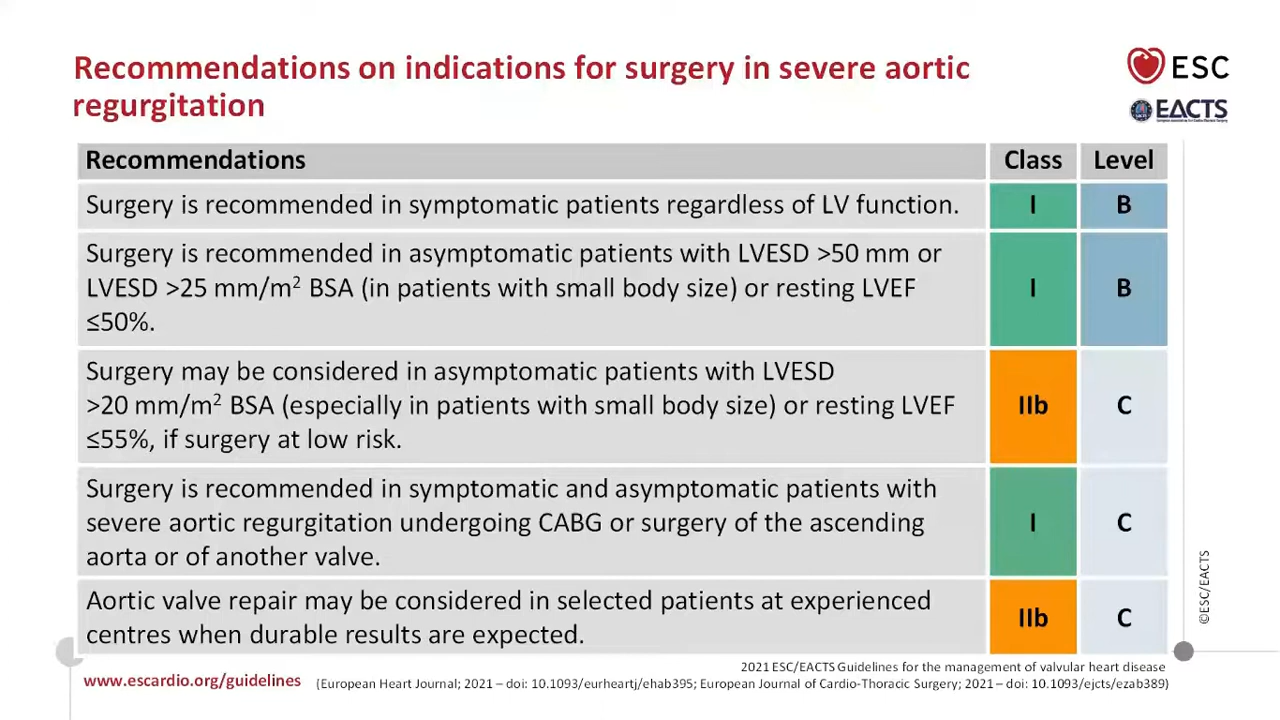 Recommendations on indications for surgery in severe aortic
regurgitation
ESC
EACTS
Recommendations Class Level
Surgery is recommended in symptomatic patients regardless of LV function. I B
Surgery is recommended in asymptomatic patients with LVESD >50 mm or
LVESD >25 mm/m² BSA (in patients with small body size) or resting LVEF
≤50%.
I B
Surgery may be considered in asymptomatic patients with LVESD
>20 mm/m² BSA (especially in patients with small body size) or resting LVEF
≤55%, if surgery at low risk.
IIb C
Surgery is recommended in symptomatic and asymptomatic patients with
severe aortic regurgitation undergoing CABG or surgery of the ascending
aorta or of another valve.
I C
Aortic valve repair may be considered in selected patients at experienced
centres when durable results are expected.
IIb C
©ESC/EACTS
www.escardio.org/guidelines
2021 ESC/EACTS Guidelines for the management of valvular heart disease
(European Heart Journal; 2021 – doi: 10.1093/eurheartj/ehab395; European Journal of Cardio-Thoracic Surgery; 2021 – doi: 10.1093/ejcts/ezab389)